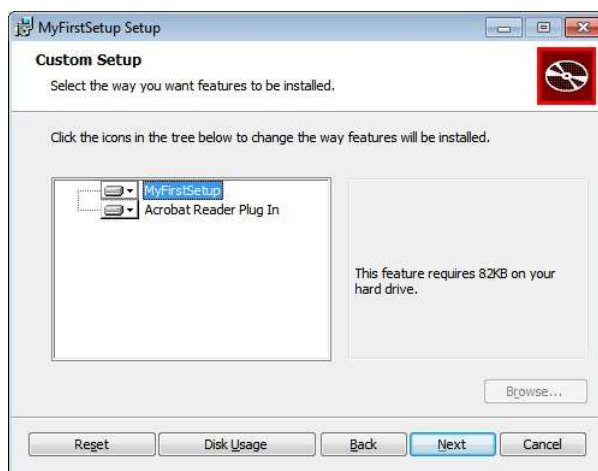 MyFirstSetup Setup
Custom Setup
Select the way you want features to be installed.
Click the icons in the tree below to change the way features will be installed.
MyFirstSetup
Acrobat Reader Plug In
This feature requires 82KB on your
hard drive.
Browse...
Reset
Disk Usage
Back
Next
Cancel